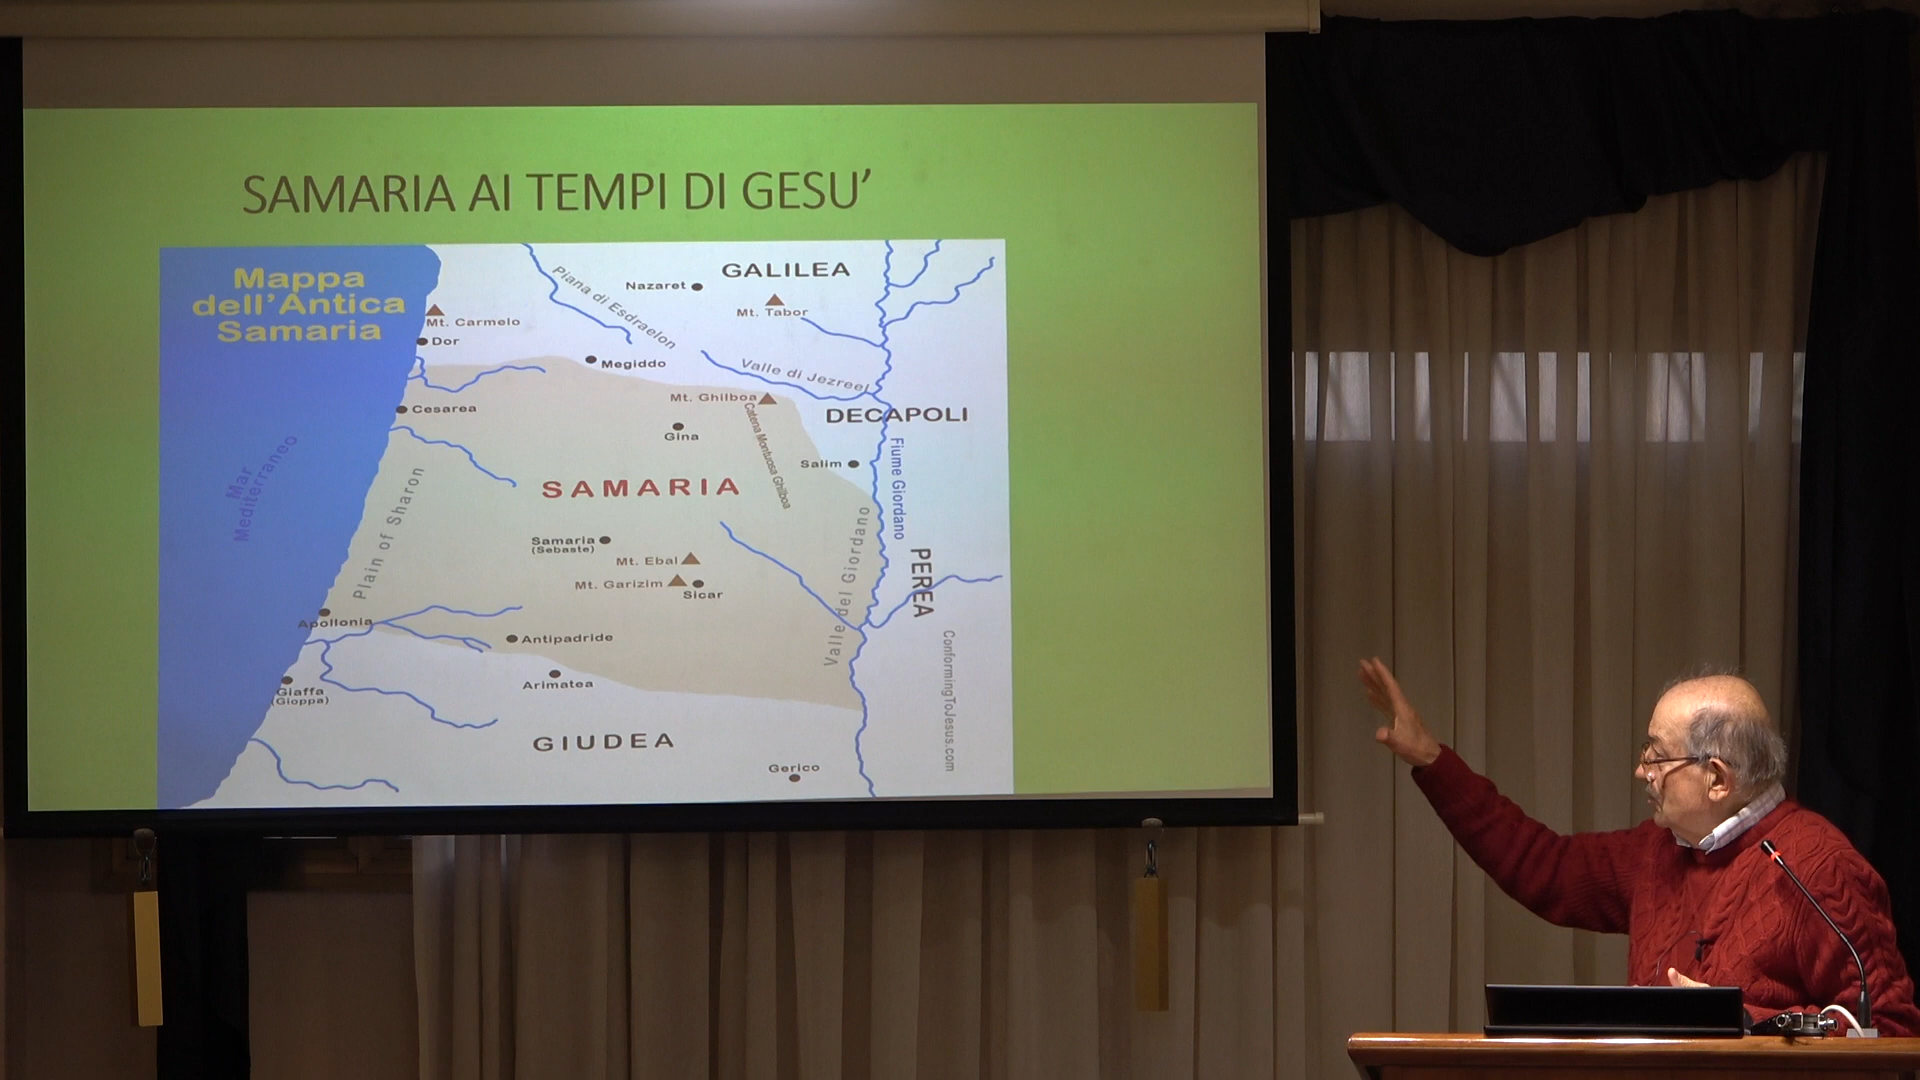 SAMARIA AI TEMPI DI GESU'
Mappa
dell'Antica
Samaria
GALILEA
Nazaret
Mt. Tabor
Piana di Esdraelon
Mt. Carmelo
Dor
Megiddo
Valle di Jezreel
Mt. Ghilboa
Catena Montuosa Ghilboa
DECAPOLI
Cesarea
Gina
Salim
Fiume Giordano
Mar
Mediterraneo
Plain of Sharon
SAMARIA
Samaria
(Sebaste)
Mt. Ebal
Mt. Garizim
Sicar
Valle del Giordano
PEREA
Apollonia
Antipadride
Arimatea
Giaffa
(Gioppa)
GIUDEA
Gerico
ConformingToJesus.com